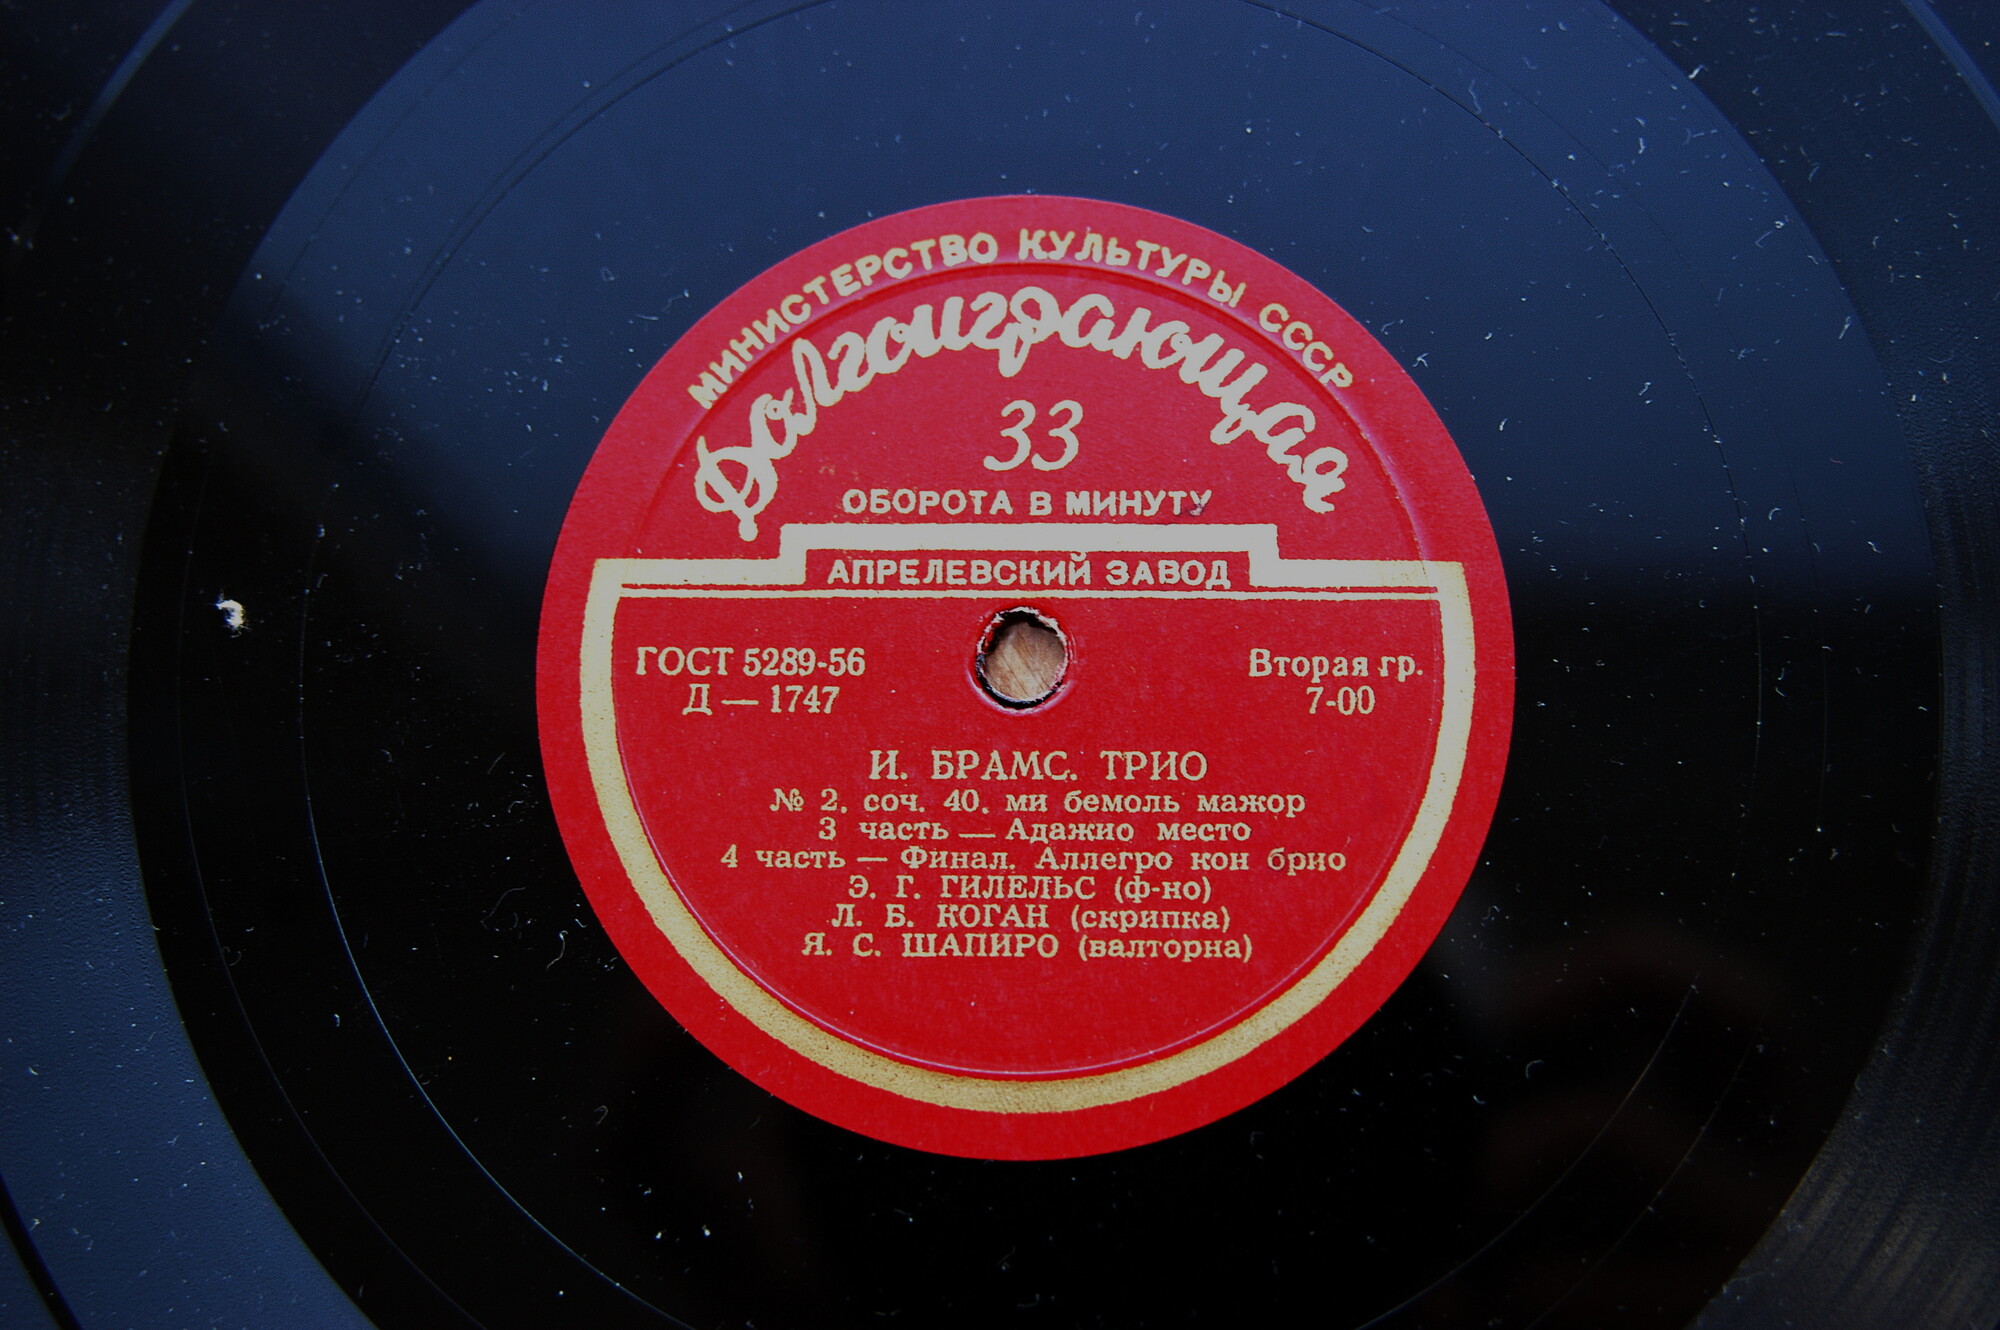 МИНИСТЕРСТВО КУЛЬТУРЫ СССР
Долгоиграющая
33
ОБОРОТА В МИНУТУ
АПРЕЛЕВСКИЙ ЗАВОД
ГОСТ 5289-56
Д — 1747
Вторая гр.
7-00
И. БРАМС. ТРИО
№ 2, соч. 40, ми бемоль мажор
3 часть — Адажио место
4 часть — Финал. Аллегро кон брио
Э. Г. ГИЛЕЛЬС (ф-но)
Л. Б. КОГАН (скрипка)
Я. С. ШАПИРО (валторна)